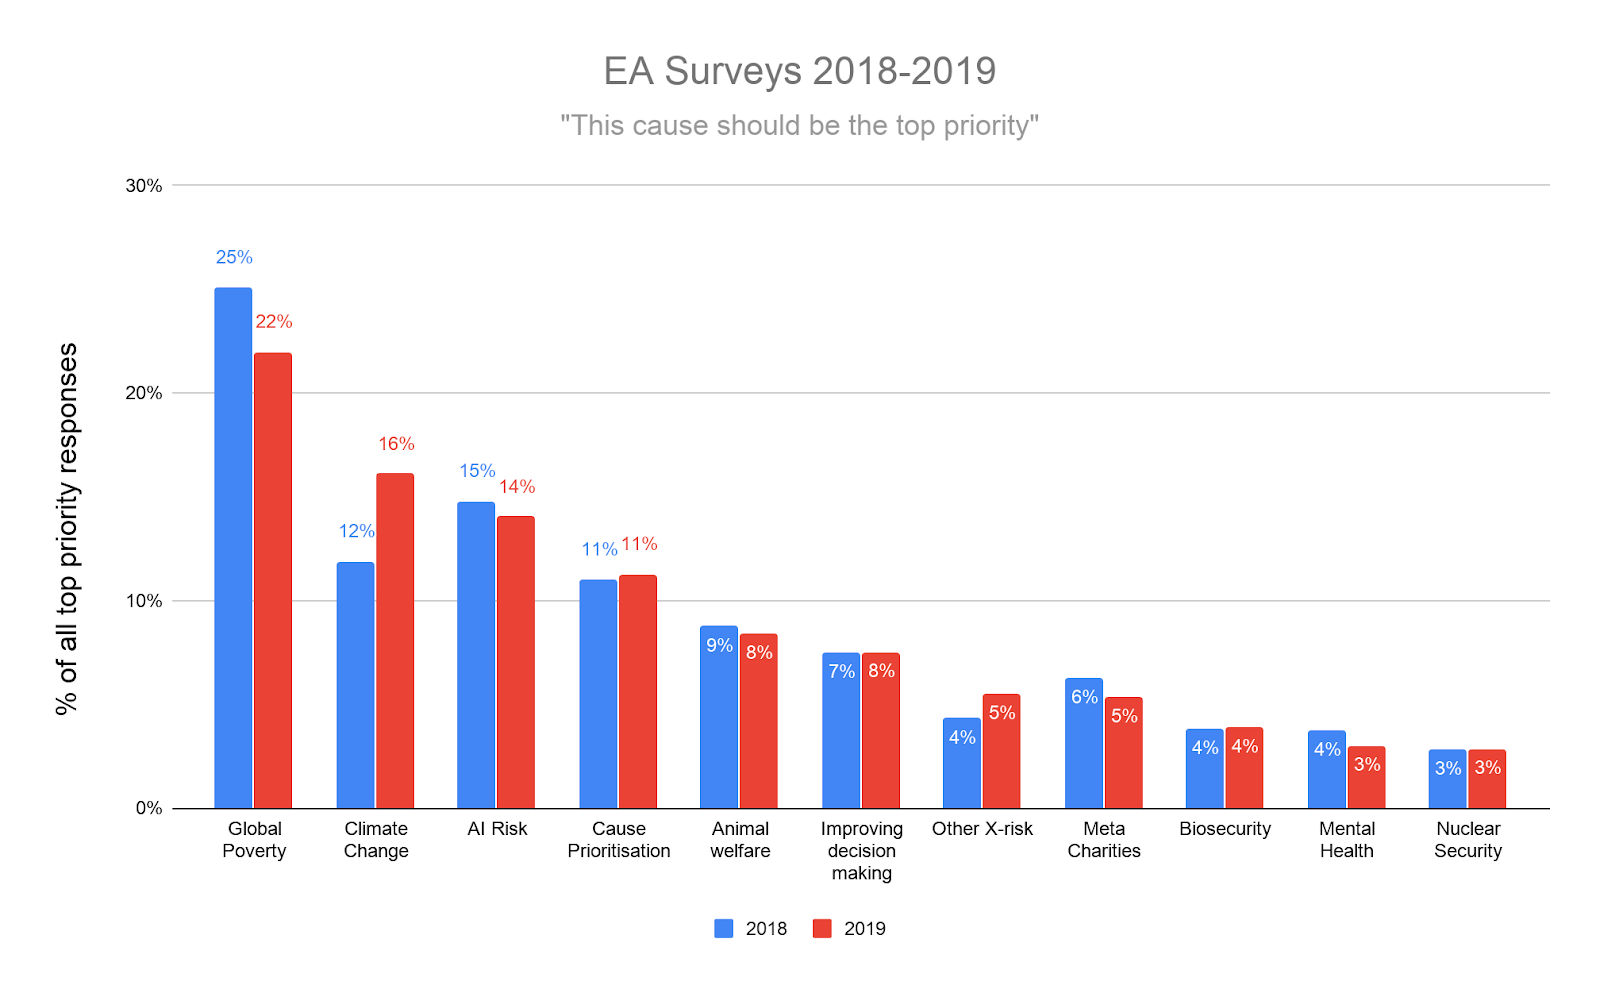 EA Surveys 2018-2019
"This cause should be the top priority"
% of all top priority responses
30%
20%
10%
0%
25%
22%
12%
16%
15%
14%
11%
11%
9%
8%
7%
8%
4%
5%
6%
5%
4%
4%
4%
3%
3%
3%
Global
Poverty
Climate
Change
AI Risk
Cause
Prioritisation
Animal
welfare
Improving
decision
making
Other X-risk
Meta
Charities
Biosecurity
Mental
Health
Nuclear
Security
2018
2019